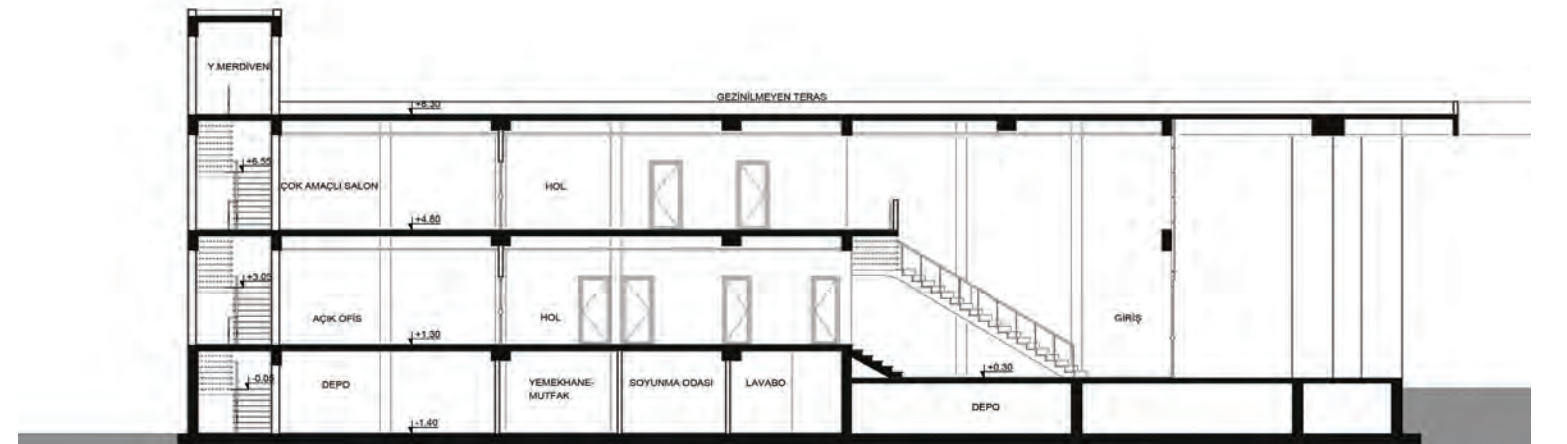 Y.MERDİVENİ
GEZİNİLMEYEN TERAS
+8.30
+6.55
ÇOK AMAÇLI SALON
HOL
+4.80
+3.05
AÇIK OFİS
HOL
GİRİŞ
+1.30
+0.30
-0.05
DEPO
YEMEKHANE-
MUTFAK
SOYUNMA ODASI
LAVABO
DEPO
-1.40